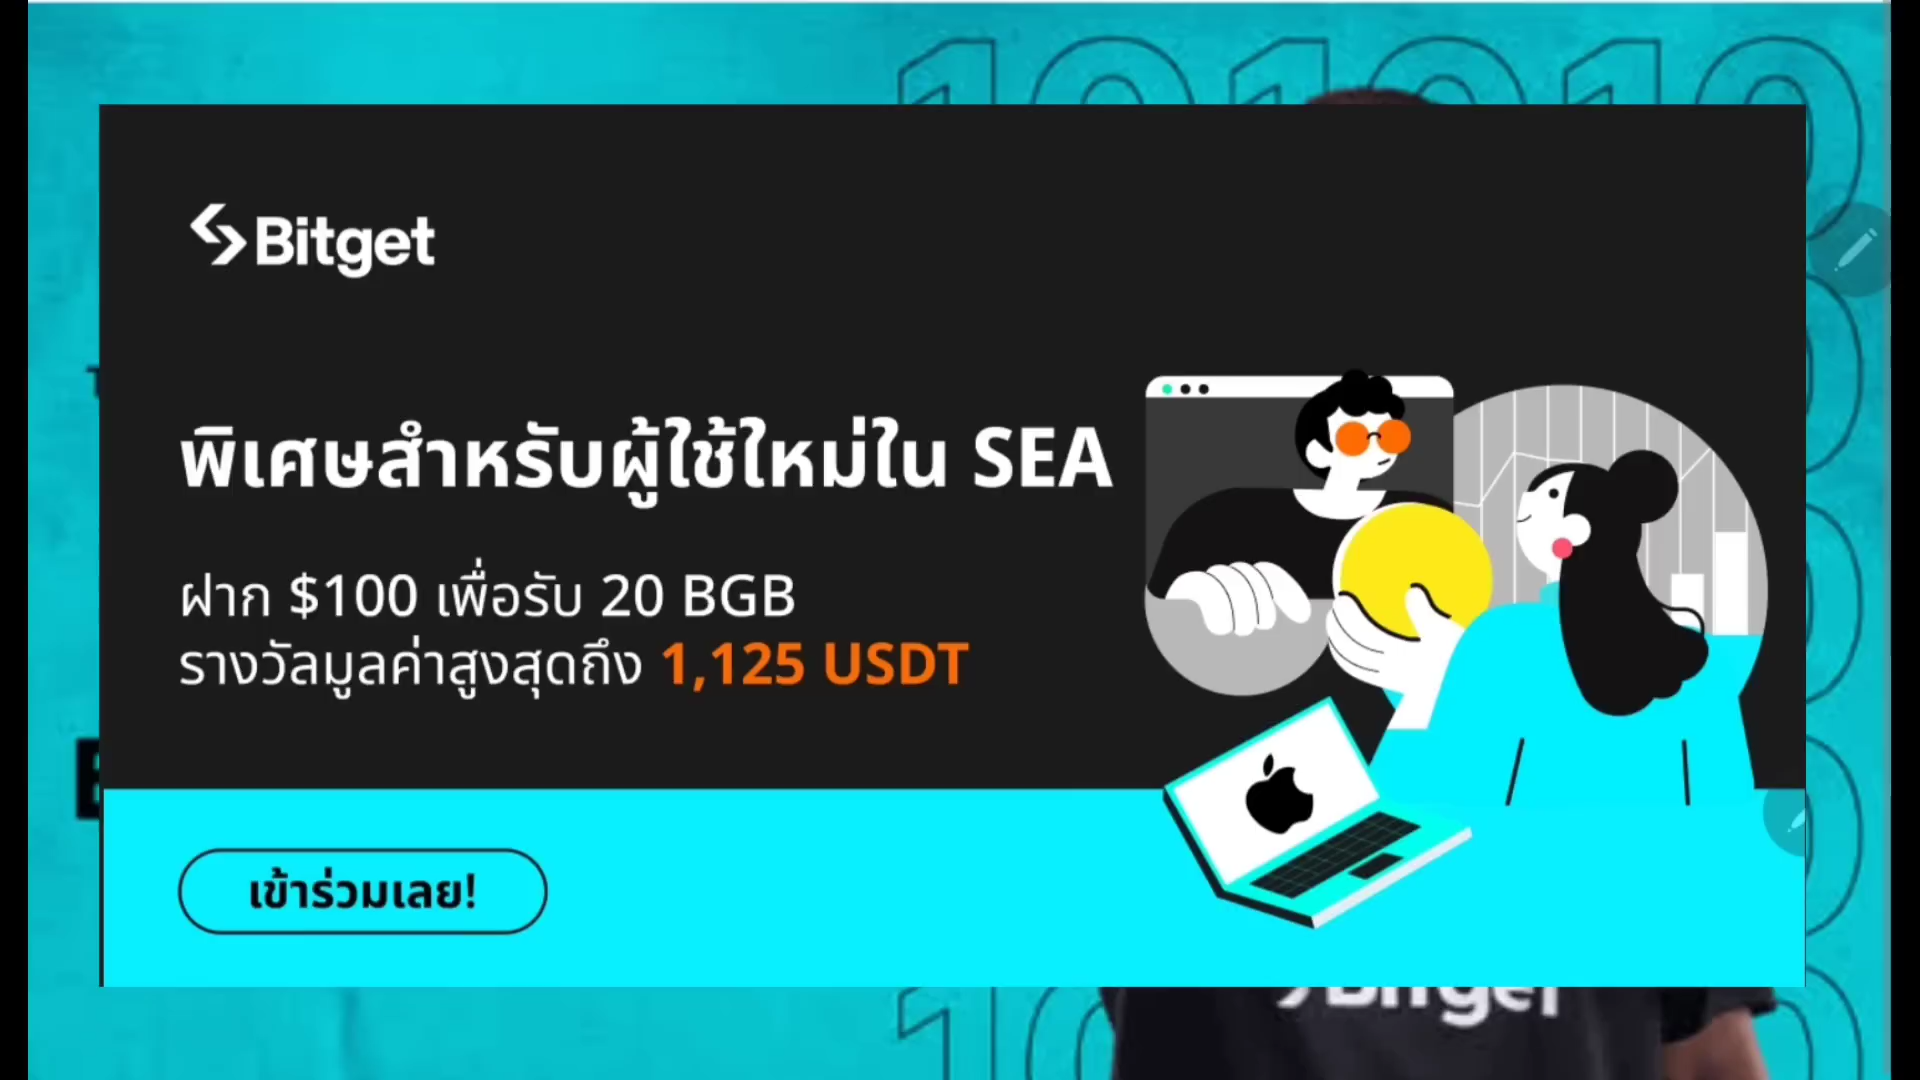 101010
Bitget
พิเศษสำหรับผู้ใช้ใหม่ใน SEA
ฝาก $100 เพื่อรับ 20 BGB
รางวัลมูลค่าสูงสุดถึง 1,125 USDT
เข้าร่วมเลย!
Bitget